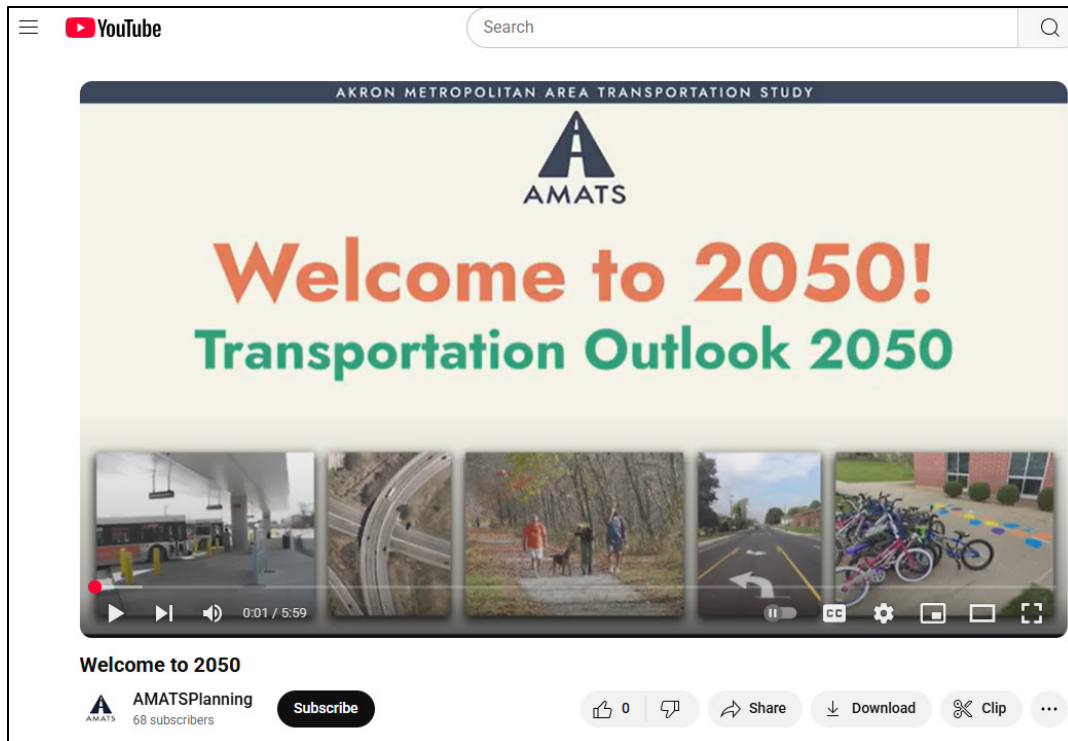 YouTube
Search
AKRON METROPOLITAN AREA TRANSPORTATION STUDY
AMATS
Welcome to 2050!
Transportation Outlook 2050
0:01 / 5:59
CC
Welcome to 2050
AMATS
AMATSPlanning
68 subscribers
Subscribe
0
Share
Download
Clip